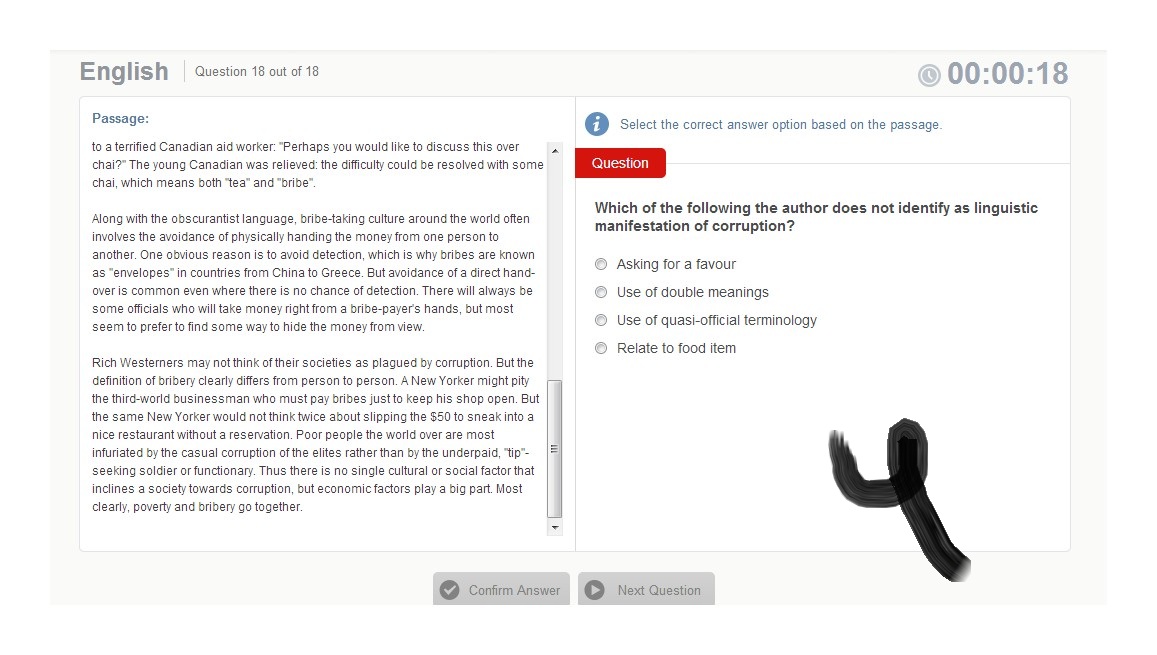 English
Question 18 out of 18
00:00:18
Passage:
to a terrified Canadian aid worker: "Perhaps you would like to discuss this over
chai?" The young Canadian was relieved: the difficulty could be resolved with some
chai, which means both "tea" and "bribe".
Along with the obscurantist language, bribe-taking culture around the world often
involves the avoidance of physically handing the money from one person to
another. One obvious reason is to avoid detection, which is why bribes are known
as "envelopes" in countries from China to Greece. But avoidance of a direct hand-
over is common even where there is no chance of detection. There will always be
some officials who will take money right from a bribe-payer's hands, but most
seem to prefer to find some way to hide the money from view.
Rich Westerners may not think of their societies as plagued by corruption. But the
definition of bribery clearly differs from person to person. A New Yorker might pity
the third-world businessman who must pay bribes just to keep his shop open. But
the same New Yorker would not think twice about slipping the $50 to sneak into a
nice restaurant without a reservation. Poor people the world over are most
infuriated by the casual corruption of the elites rather than by the underpaid, "tip"-
seeking soldier or functionary. Thus there is no single cultural or social factor that
inclines a society towards corruption, but economic factors play a big part. Most
clearly, poverty and bribery go together.
Select the correct answer option based on the passage.
Question
Which of the following the author does not identify as linguistic
manifestation of corruption?
Asking for a favour
Use of double meanings
Use of quasi-official terminology
Relate to food item
Confirm Answer
Next Question